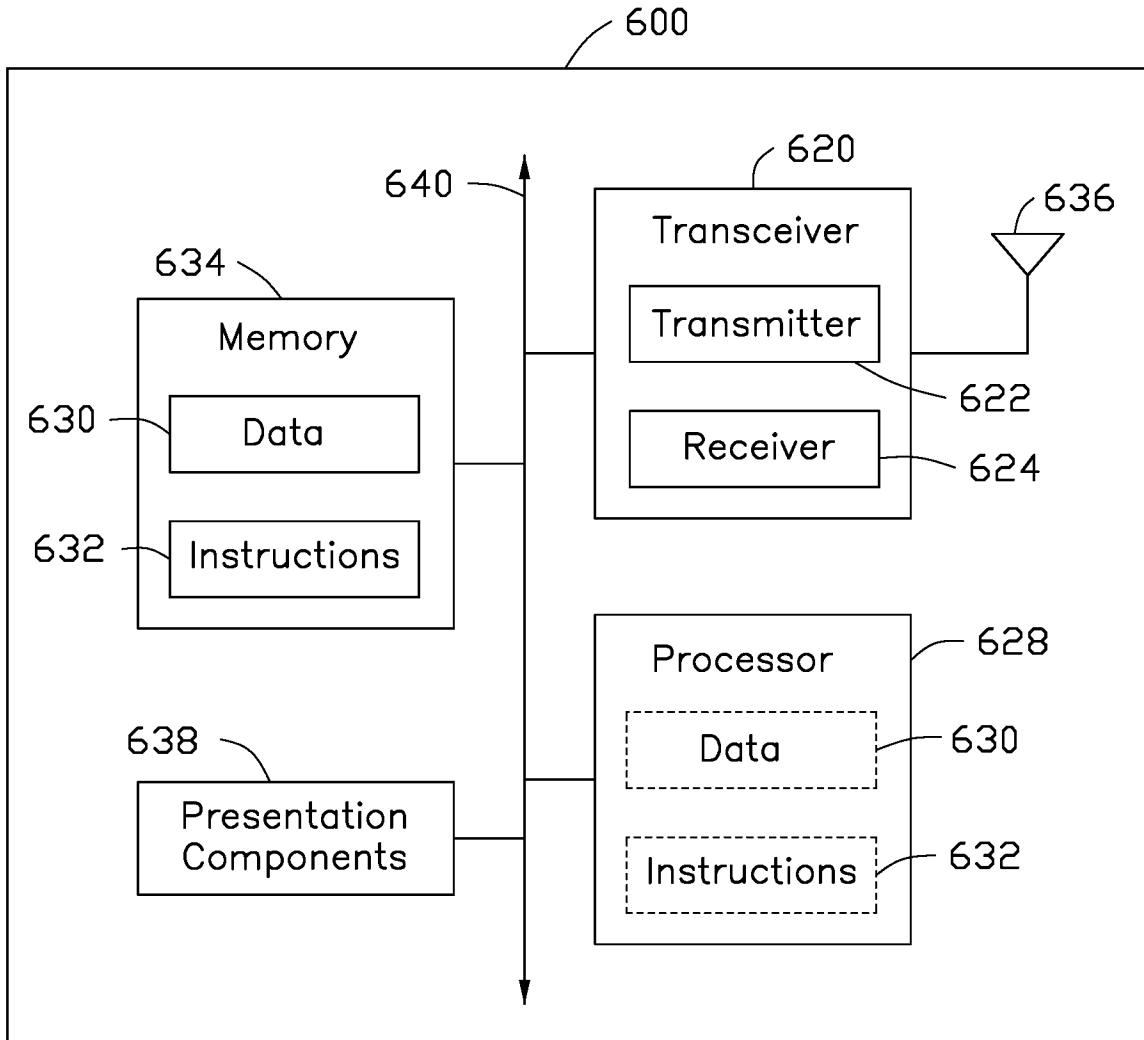 600
640
620
636
Transceiver
634
Memory
Transmitter
622
630
Data
Receiver
624
632
Instructions
Processor
628
638
Data
630
Presentation
Components
Instructions
632